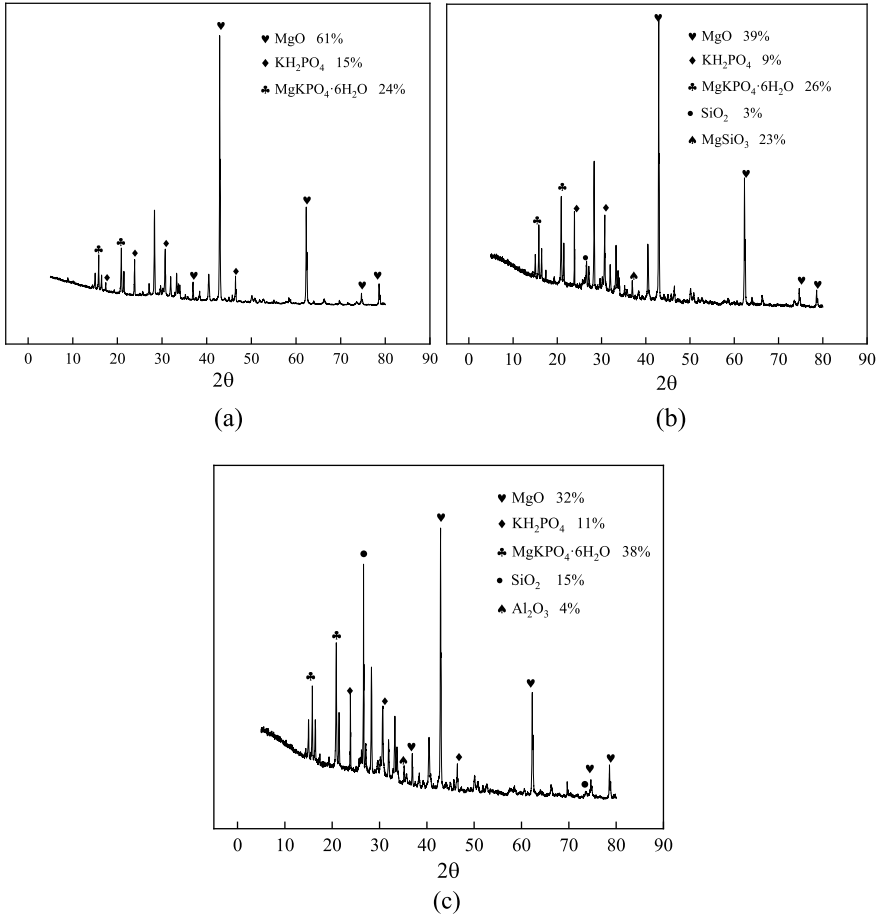 ♥ MgO 61%
♦ KH₂PO₄ 15%
♣ MgKPO₄·6H₂O 24%
0 10 20 30 40 50 60 70 80 90
2θ
(a)
♥ MgO 39%
♦ KH₂PO₄ 9%
♣ MgKPO₄·6H₂O 26%
● SiO₂ 3%
♠ MgSiO₃ 23%
0 10 20 30 40 50 60 70 80 90
2θ
(b)
♥ MgO 32%
♦ KH₂PO₄ 11%
♣ MgKPO₄·6H₂O 38%
● SiO₂ 15%
♠ Al₂O₃ 4%
0 10 20 30 40 50 60 70 80 90
2θ
(c)